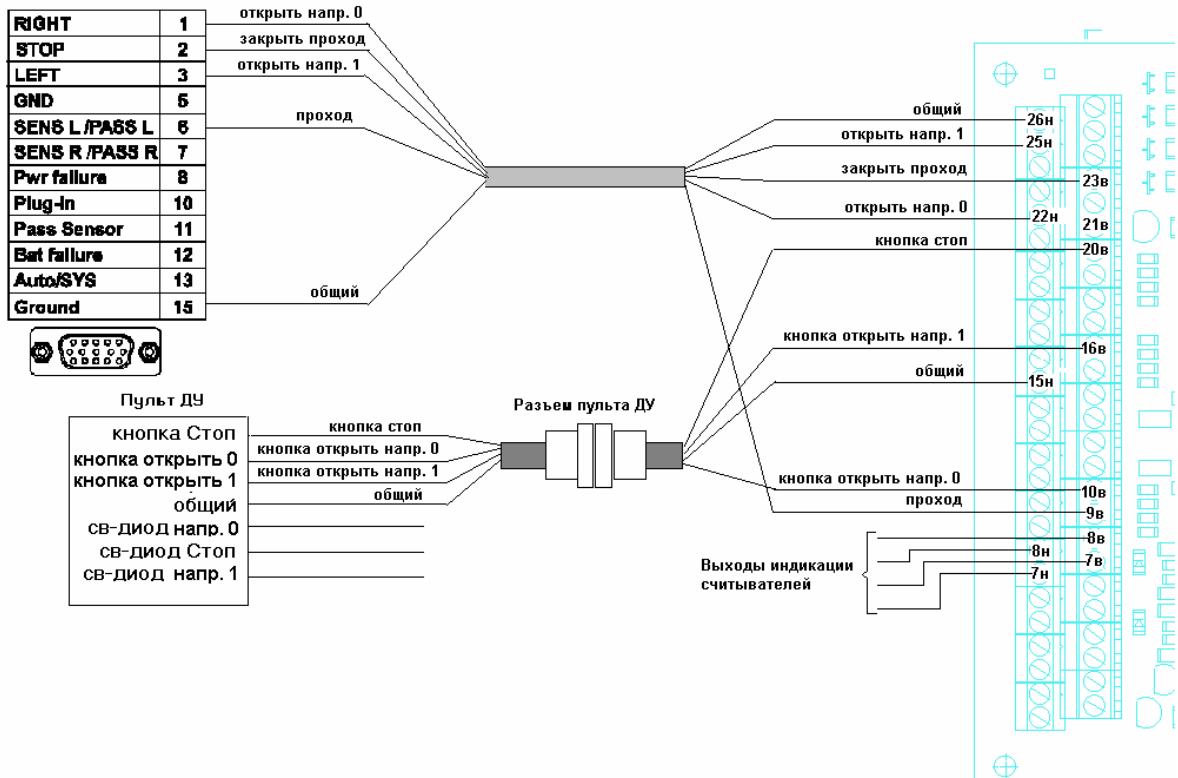 RIGHT 1
STOP 2
LEFT 3
GND 5
SENS L /PASS L 6
SENS R /PASS R 7
Pwr failure 8
Plug-in 10
Pass Sensor 11
Bat failure 12
Auto/SYS 13
Ground 15
открыть напр. 0
закрыть проход
открыть напр. 1
проход
общий
общий
открыть напр. 1
закрыть проход
открыть напр. 0
кнопка стоп
кнопка открыть напр. 1
общий
кнопка открыть напр. 0
проход
26н
25н
23в
22н
21в
20в
16в
15н
10в
9в
8в
8н
7в
7н
Пульт ДУ
кнопка Стоп
кнопка открыть 0
кнопка открыть 1
общий
св-диод напр. 0
св-диод Стоп
св-диод напр. 1
кнопка стоп
кнопка открыть напр. 0
кнопка открыть напр. 1
общий
Разъем пульта ДУ
Выходы индикации
считывателей